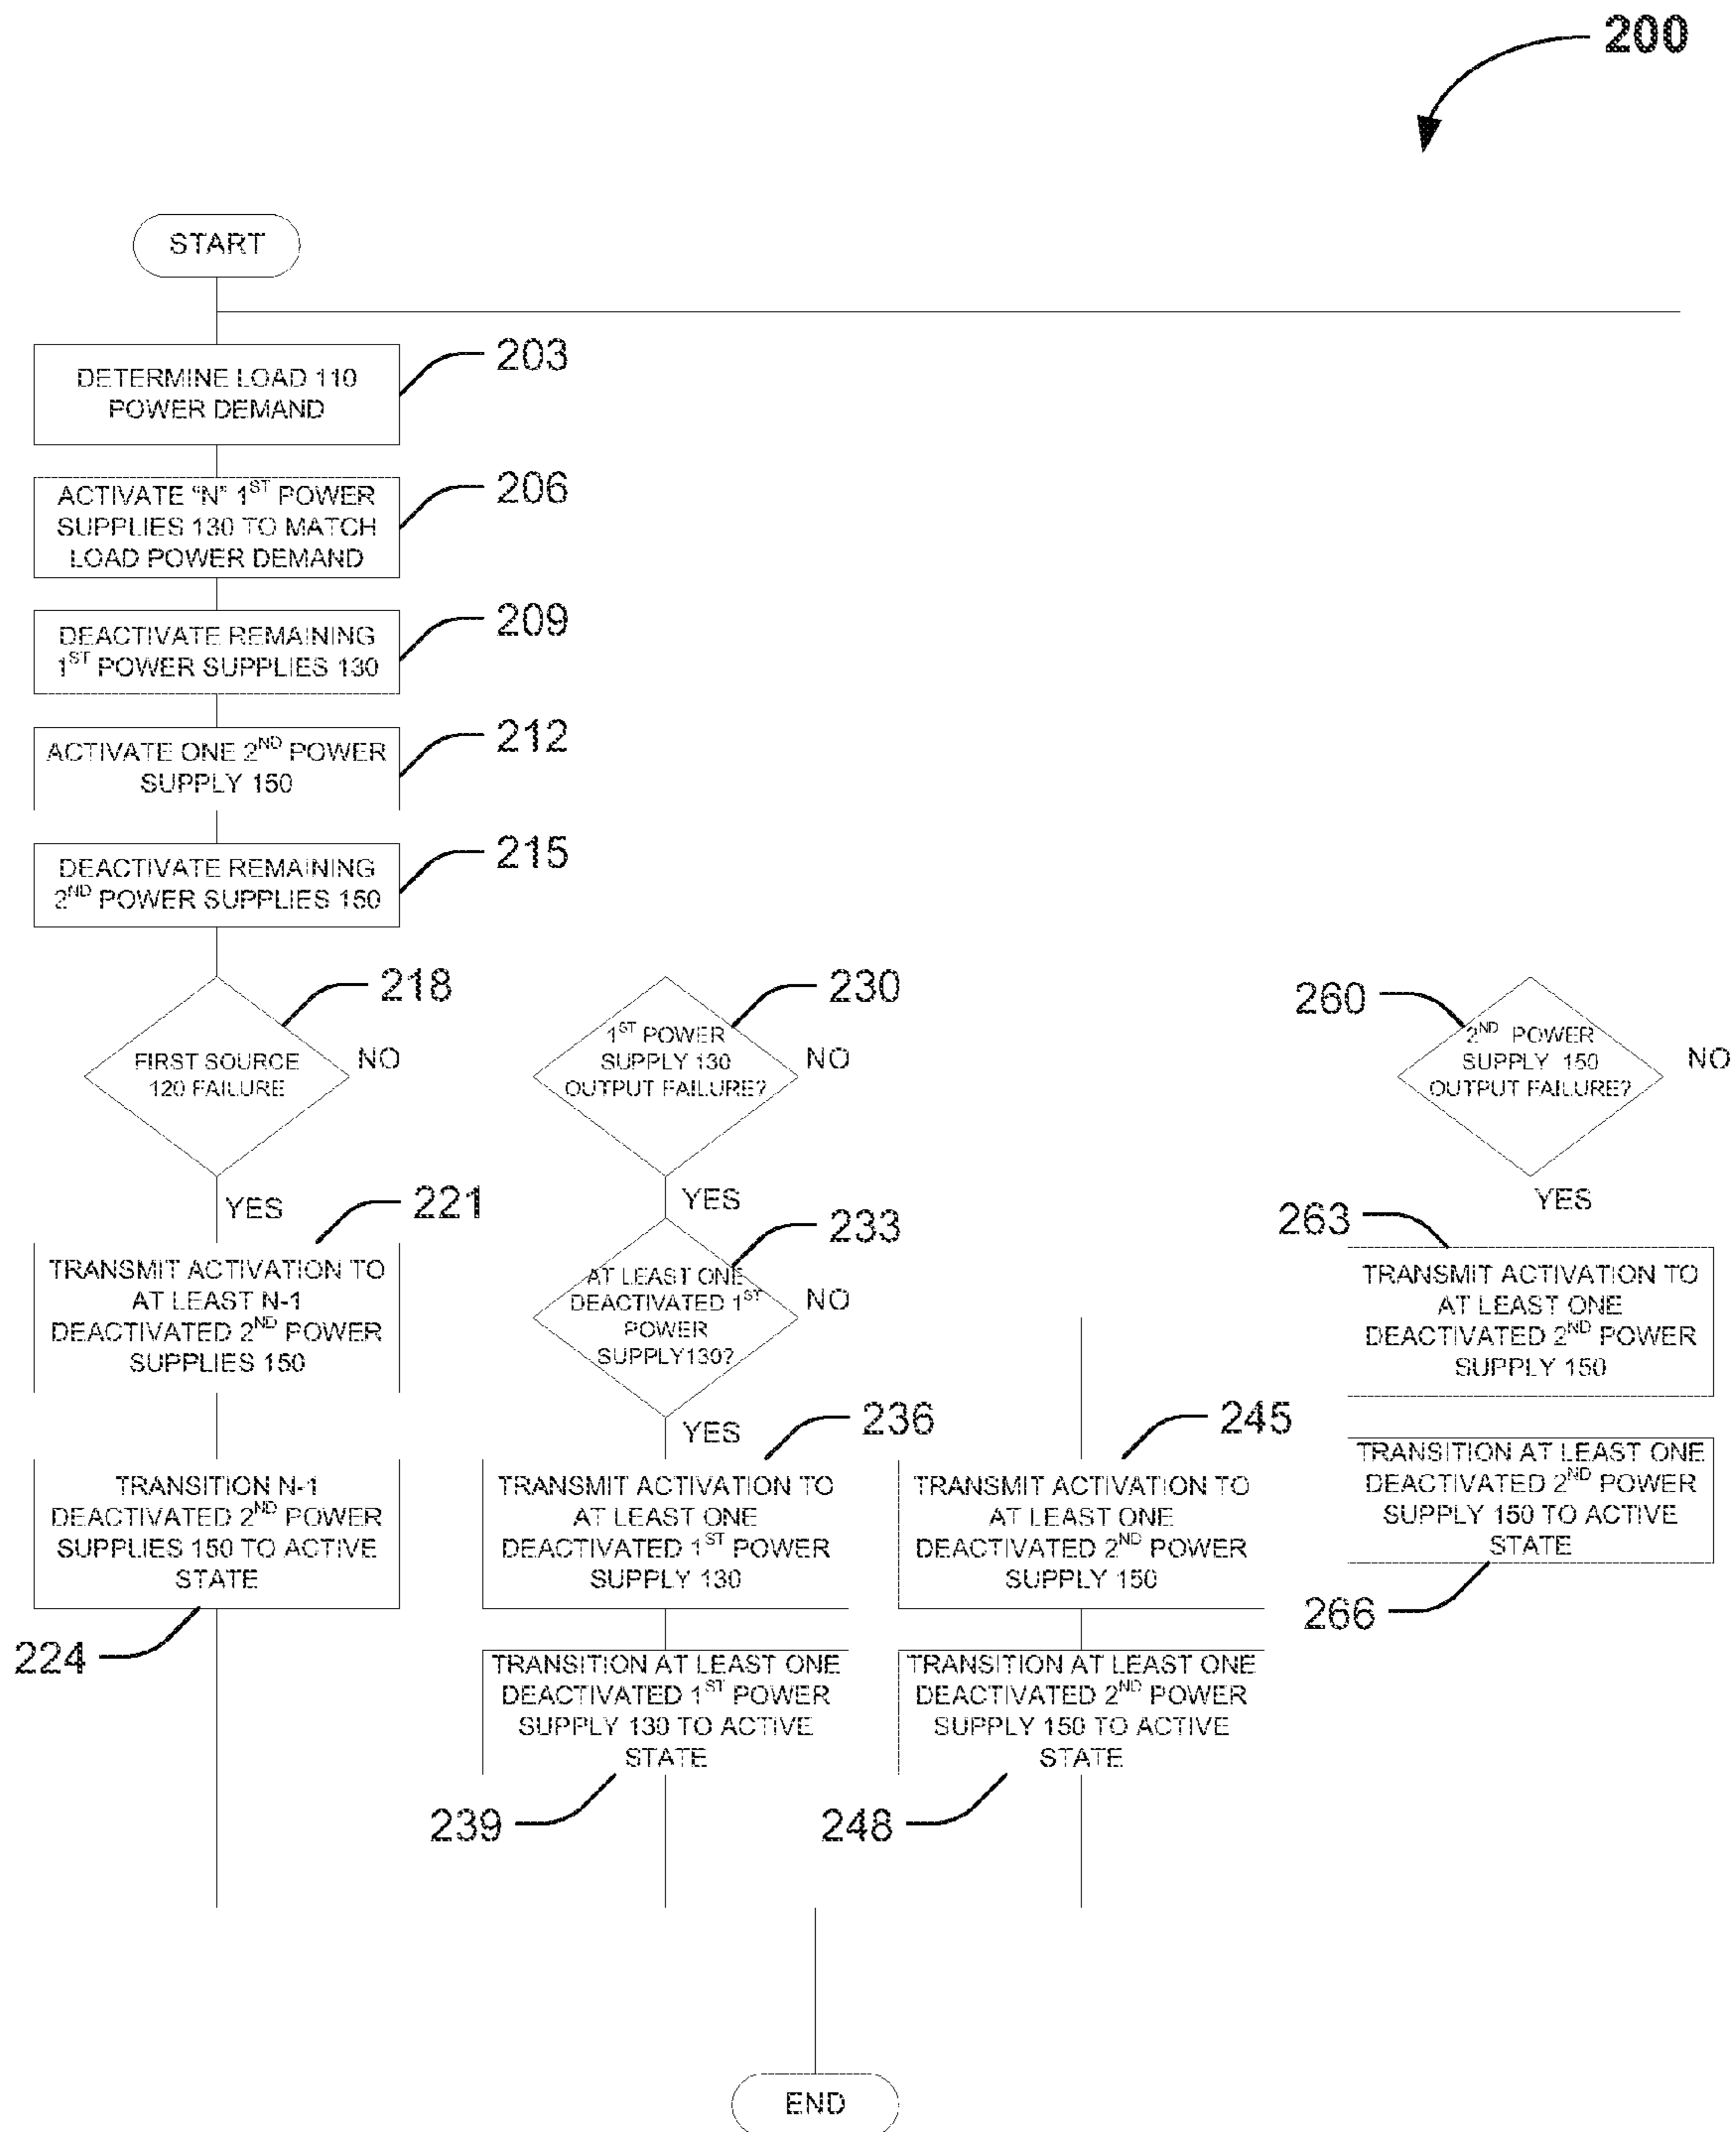 200
START
DETERMINE LOAD 110
POWER DEMAND
203
ACTIVATE "N" 1ST POWER
SUPPLIES 130 TO MATCH
LOAD POWER DEMAND
206
DEACTIVATE REMAINING
1ST POWER SUPPLIES 130
209
ACTIVATE ONE 2ND POWER
SUPPLY 150
212
DEACTIVATE REMAINING
2ND POWER SUPPLIES 150
215
FIRST SOURCE
120 FAILURE
218
NO
YES
TRANSMIT ACTIVATION TO
AT LEAST N-1
DEACTIVATED 2ND POWER
SUPPLIES 150
221
TRANSITION N-1
DEACTIVATED 2ND POWER
SUPPLIES 150 TO ACTIVE
STATE
224
1ST POWER
SUPPLY 130
OUTPUT FAILURE?
230
NO
YES
AT LEAST ONE
DEACTIVATED 1ST
POWER
SUPPLY130?
233
NO
YES
TRANSMIT ACTIVATION TO
AT LEAST ONE
DEACTIVATED 1ST POWER
SUPPLY 130
236
TRANSITION AT LEAST ONE
DEACTIVATED 1ST POWER
SUPPLY 130 TO ACTIVE
STATE
239
TRANSMIT ACTIVATION TO
AT LEAST ONE
DEACTIVATED 2ND POWER
SUPPLY 150
245
TRANSITION AT LEAST ONE
DEACTIVATED 2ND POWER
SUPPLY 150 TO ACTIVE
STATE
248
260
2ND POWER
SUPPLY 150
OUTPUT FAILURE?
NO
YES
263
TRANSMIT ACTIVATION TO
AT LEAST ONE
DEACTIVATED 2ND POWER
SUPPLY 150
TRANSITION AT LEAST ONE
DEACTIVATED 2ND POWER
SUPPLY 150 TO ACTIVE
STATE
266
END